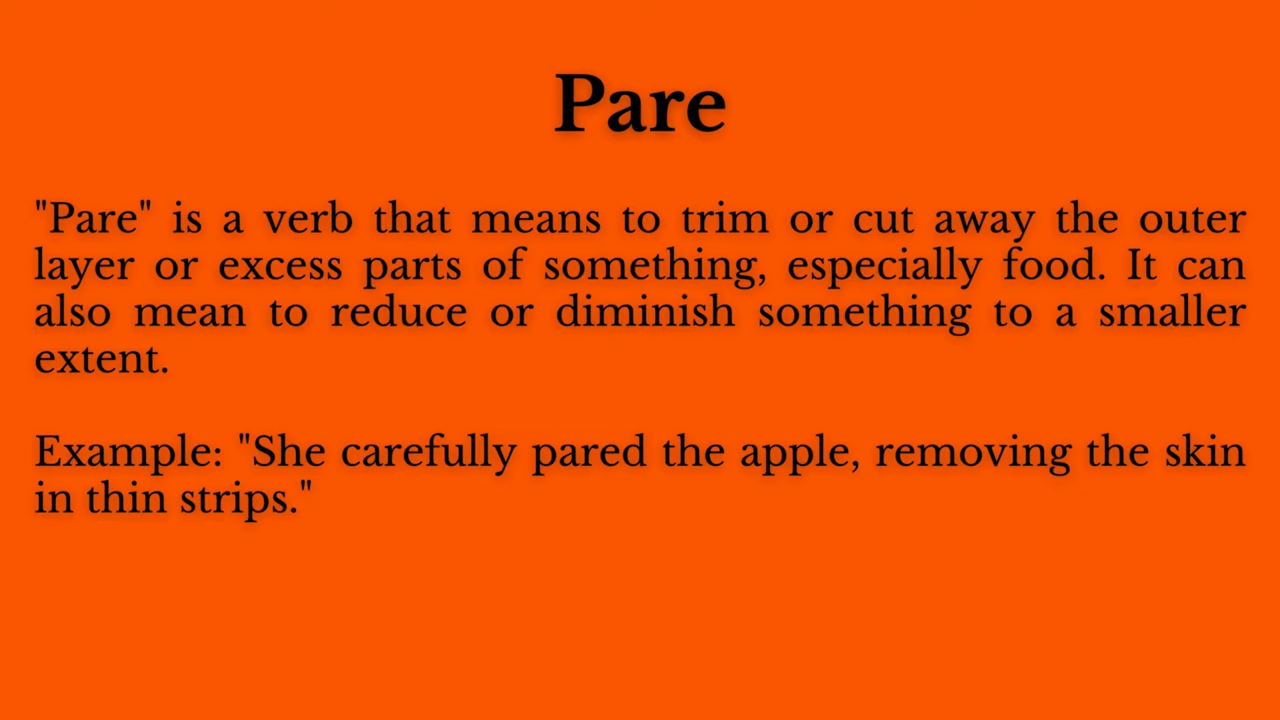 Pare
"Pare" is a verb that means to trim or cut away the outer
layer or excess parts of something, especially food. It can
also mean to reduce or diminish something to a smaller
extent.
Example: "She carefully pared the apple, removing the skin
in thin strips."